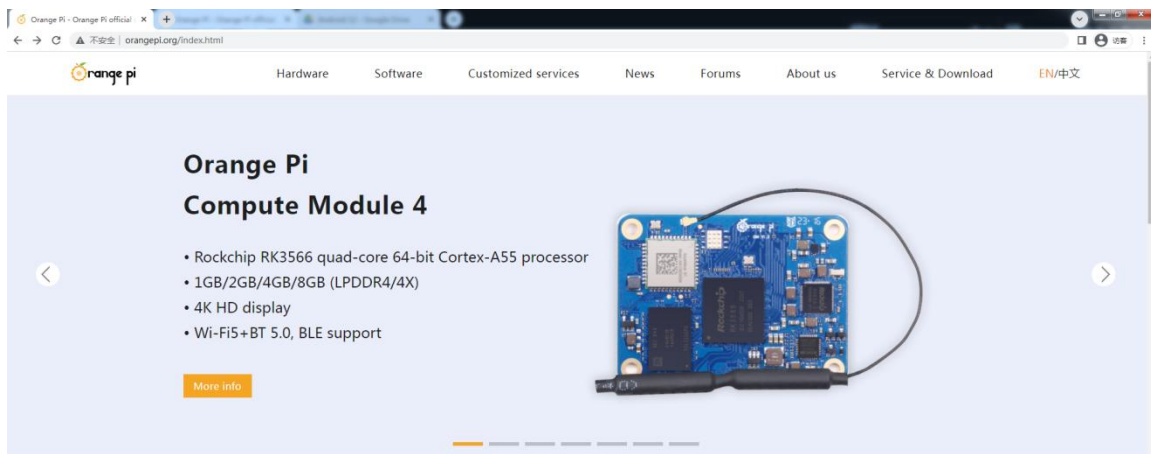 Orange Pi - Orange Pi official
不安全 orangepi.org/index.html
访客
range pi
Hardware Software Customized services News Forums About us Service & Download EN/中文
Orange Pi
Compute Module 4
• Rockchip RK3566 quad-core 64-bit Cortex-A55 processor
• 1GB/2GB/4GB/8GB (LPDDR4/4X)
• 4K HD display
• Wi-Fi5+BT 5.0, BLE support
More info
Rockchip